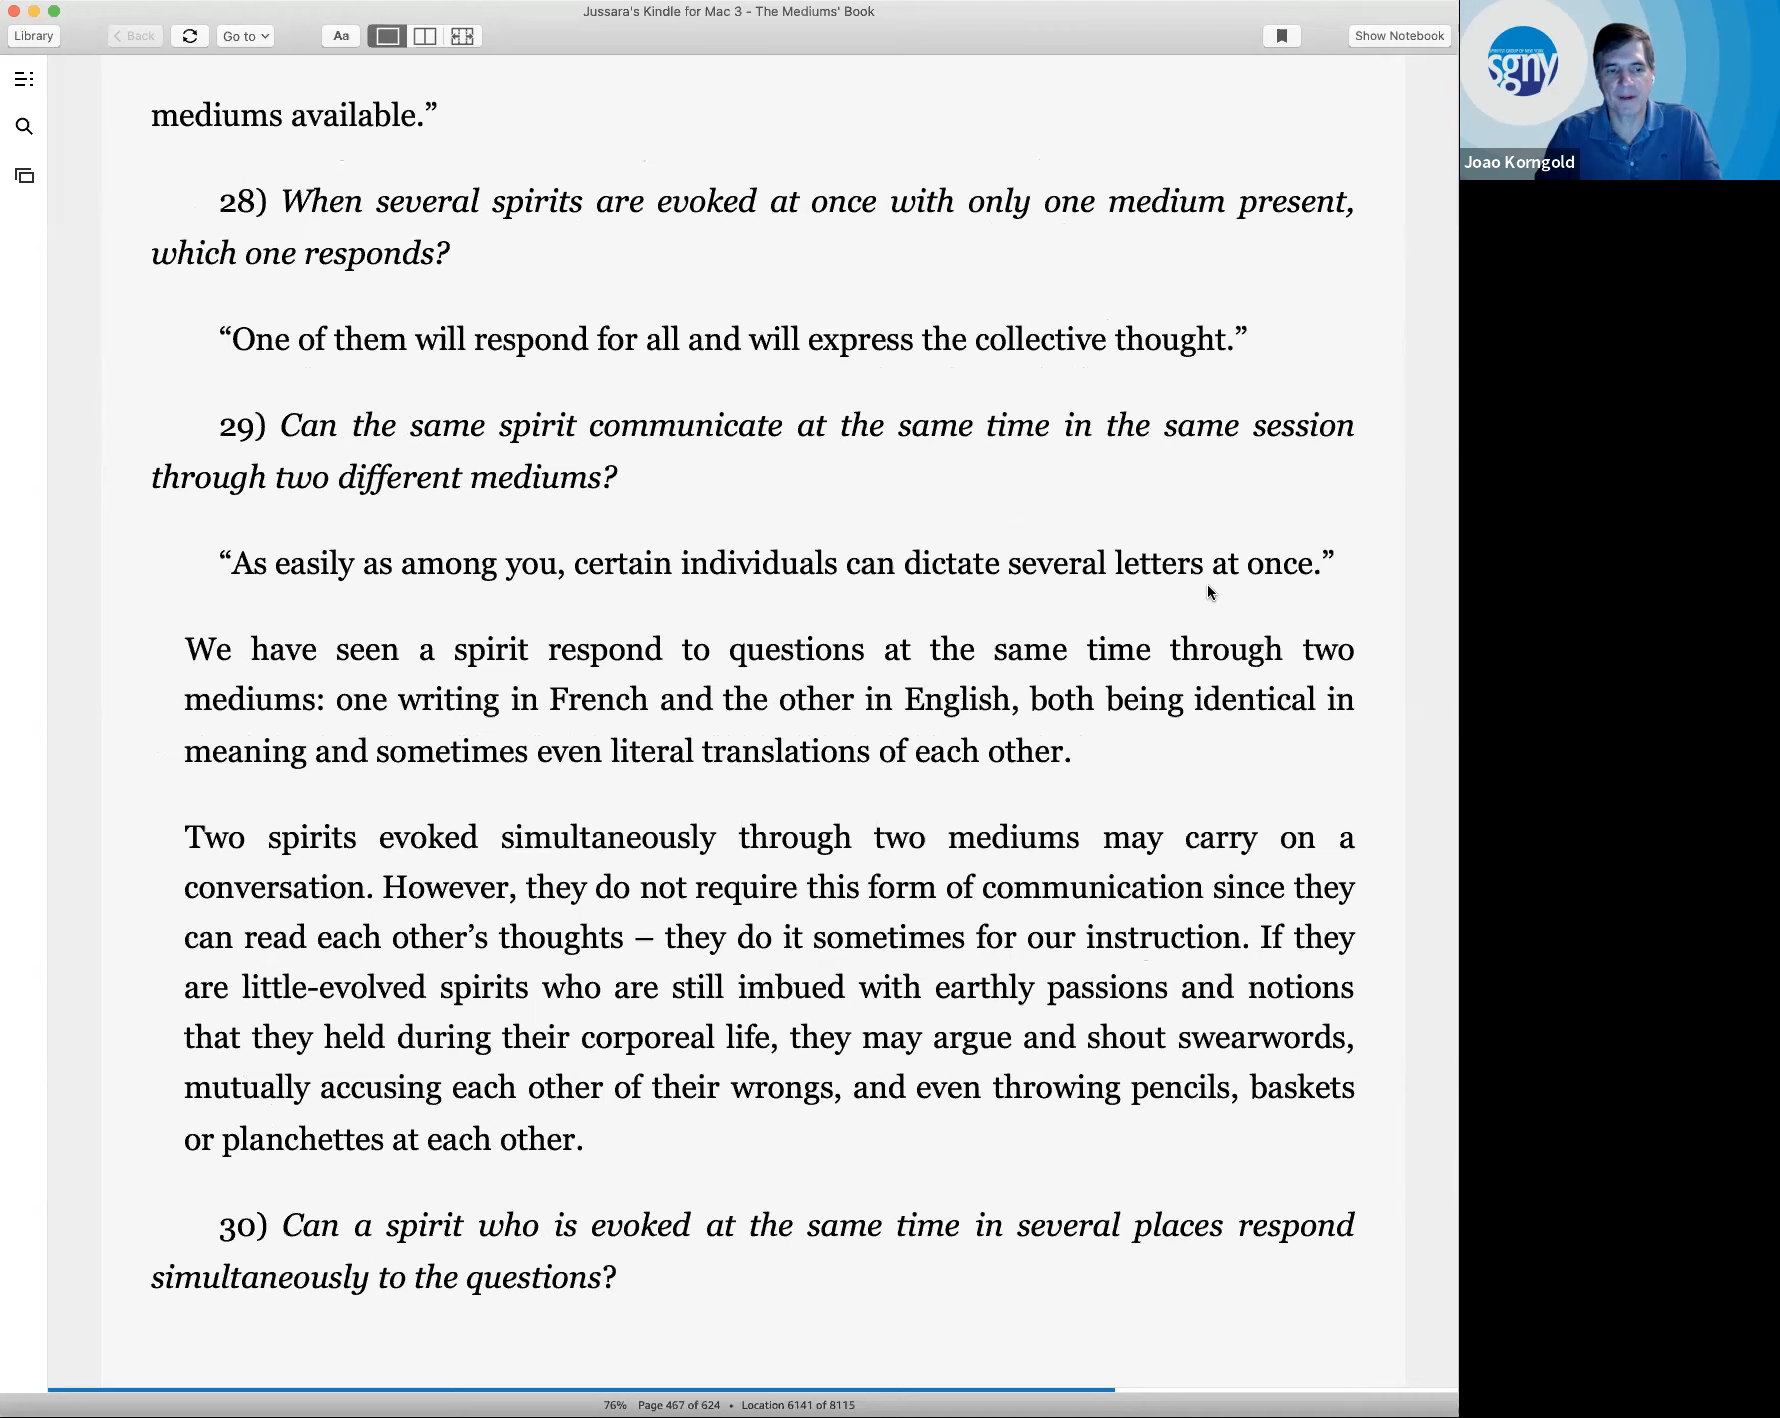 Jussara's Kindle for Mac 3 - The Mediums' Book
Library
Back
Go to
Aa
Show Notebook
mediums available.”
28) When several spirits are evoked at once with only one medium present,
which one responds?
“One of them will respond for all and will express the collective thought.”
29) Can the same spirit communicate at the same time in the same session
through two different mediums?
“As easily as among you, certain individuals can dictate several letters at once.”
We have seen a spirit respond to questions at the same time through two
mediums: one writing in French and the other in English, both being identical in
meaning and sometimes even literal translations of each other.
Two spirits evoked simultaneously through two mediums may carry on a
conversation. However, they do not require this form of communication since they
can read each other’s thoughts – they do it sometimes for our instruction. If they
are little-evolved spirits who are still imbued with earthly passions and notions
that they held during their corporeal life, they may argue and shout swearwords,
mutually accusing each other of their wrongs, and even throwing pencils, baskets
or planchettes at each other.
30) Can a spirit who is evoked at the same time in several places respond
simultaneously to the questions?
76% Page 467 of 624 • Location 6141 of 8115
sgny
Joao Korngold